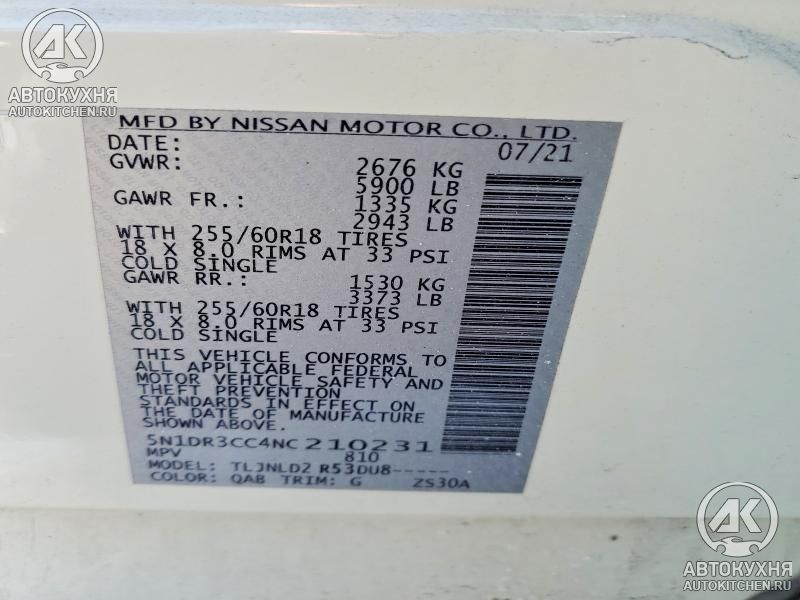 АК
АВТОКУХНЯ
AUTOKITCHEN.RU
MFD BY NISSAN MOTOR CO., LTD.
DATE: 07/21
GVWR: 2676 KG
5900 LB
GAWR FR.: 1335 KG
2943 LB
WITH 255/60R18 TIRES
18 X 8.0 RIMS AT 33 PSI
COLD SINGLE
GAWR RR.: 1530 KG
3373 LB
WITH 255/60R18 TIRES
18 X 8.0 RIMS AT 33 PSI
COLD SINGLE
THIS VEHICLE CONFORMS TO
ALL APPLICABLE FEDERAL
MOTOR VEHICLE SAFETY AND
THEFT PREVENTION
STANDARDS IN EFFECT ON
THE DATE OF MANUFACTURE
SHOWN ABOVE.
5N1DR3CC4NC210231
MPV 810
MODEL: TLJNLD2 R53DU8-----
COLOR: QAB TRIM: G ZS30A
АК
АВТОКУХНЯ
AUTOKITCHEN.RU